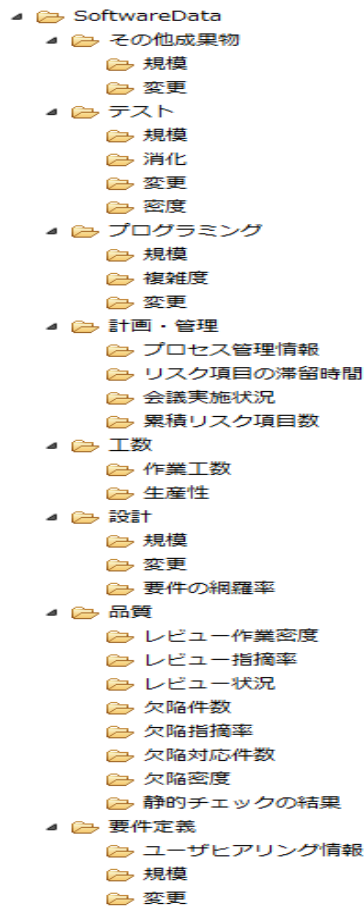 SoftwareData
その他成果物
規模
変更
テスト
規模
消化
変更
密度
プログラミング
規模
複雑度
変更
計画・管理
プロセス管理情報
リスク項目の滞留時間
会議実施状況
累積リスク項目数
工数
作業工数
生産性
設計
規模
変更
要件の網羅率
品質
レビュー作業密度
レビュー指摘率
レビュー状況
欠陥件数
欠陥指摘率
欠陥対応件数
欠陥密度
静的チェックの結果
要件定義
ユーザヒアリング情報
規模
変更